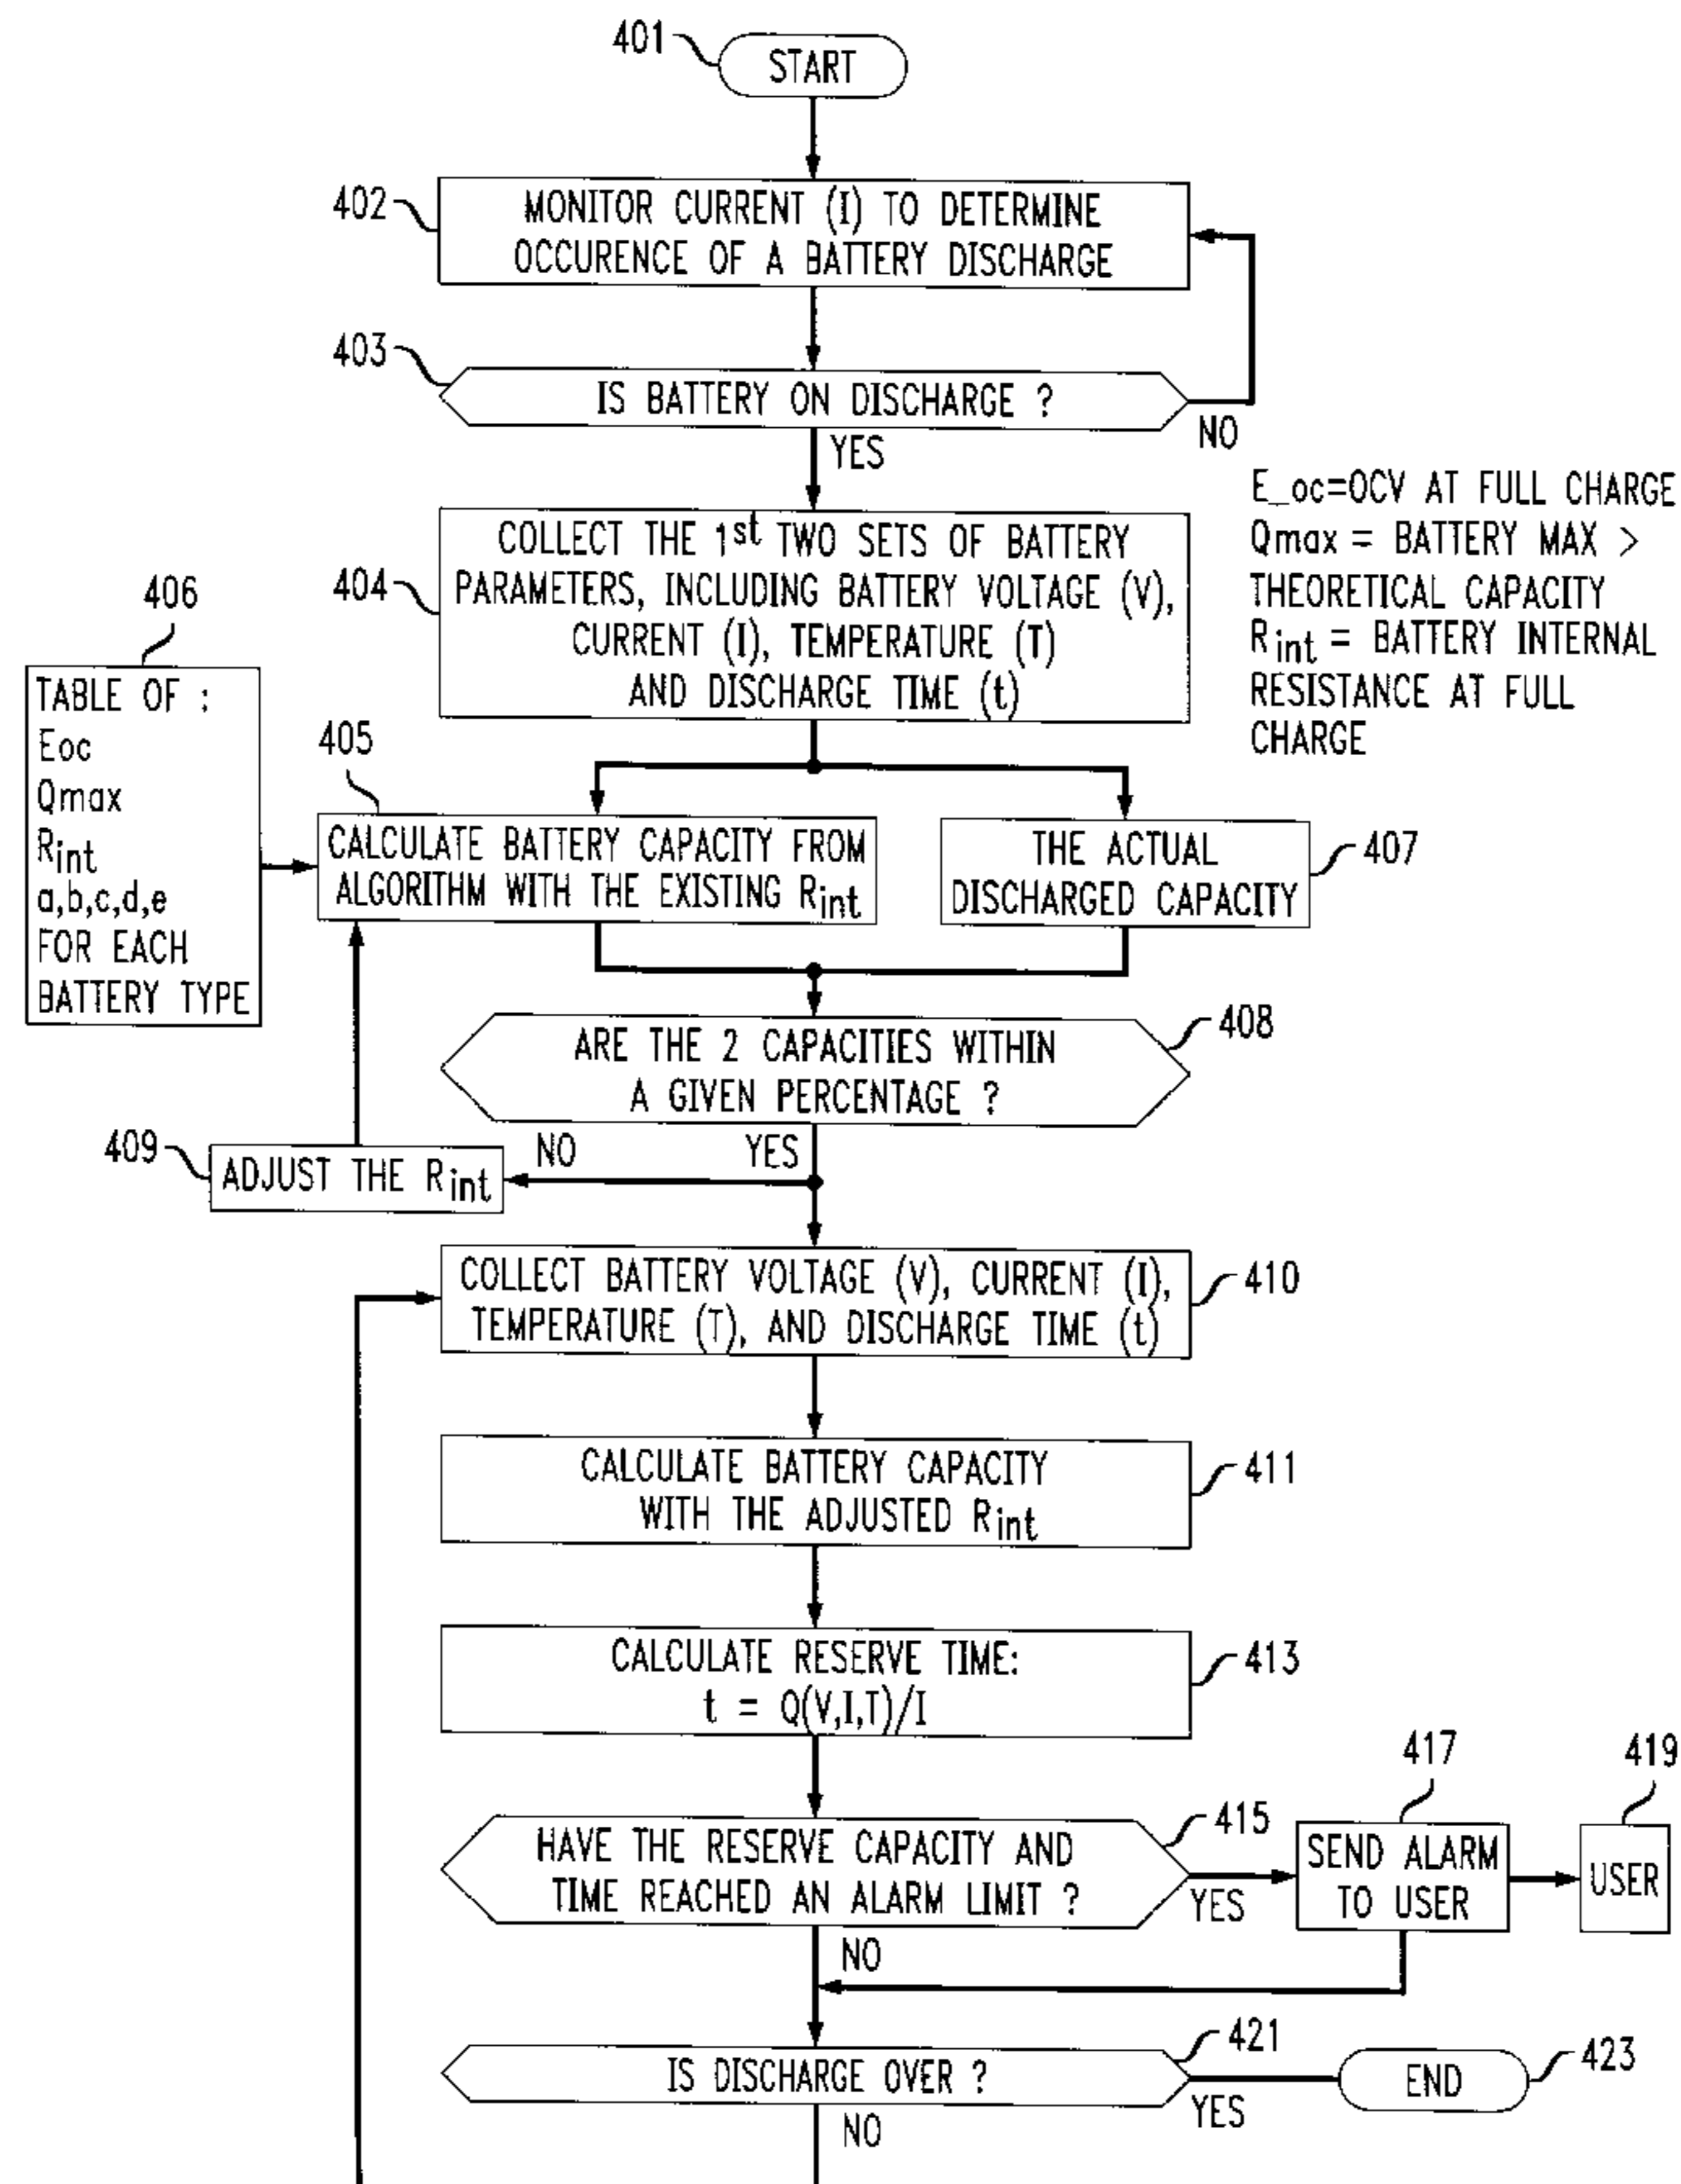 401
START
402
MONITOR CURRENT (I) TO DETERMINE
OCCURENCE OF A BATTERY DISCHARGE
403
IS BATTERY ON DISCHARGE ?
NO
YES
E_oc=OCV AT FULL CHARGE
Qmax = BATTERY MAX >
THEORETICAL CAPACITY
Rint = BATTERY INTERNAL
RESISTANCE AT FULL
CHARGE
404
COLLECT THE 1st TWO SETS OF BATTERY
PARAMETERS, INCLUDING BATTERY VOLTAGE (V),
CURRENT (I), TEMPERATURE (T)
AND DISCHARGE TIME (t)
406
TABLE OF :
Eoc
Qmax
Rint
a,b,c,d,e
FOR EACH
BATTERY TYPE
405
CALCULATE BATTERY CAPACITY FROM
ALGORITHM WITH THE EXISTING Rint
THE ACTUAL
DISCHARGED CAPACITY
407
ARE THE 2 CAPACITIES WITHIN
A GIVEN PERCENTAGE ?
408
409
ADJUST THE Rint
NO
YES
COLLECT BATTERY VOLTAGE (V), CURRENT (I),
TEMPERATURE (T), AND DISCHARGE TIME (t)
410
CALCULATE BATTERY CAPACITY
WITH THE ADJUSTED Rint
411
CALCULATE RESERVE TIME:
t = Q(V,I,T)/I
413
HAVE THE RESERVE CAPACITY AND
TIME REACHED AN ALARM LIMIT ?
415
YES
417
SEND ALARM
TO USER
419
USER
NO
IS DISCHARGE OVER ?
421
YES
END
423
NO